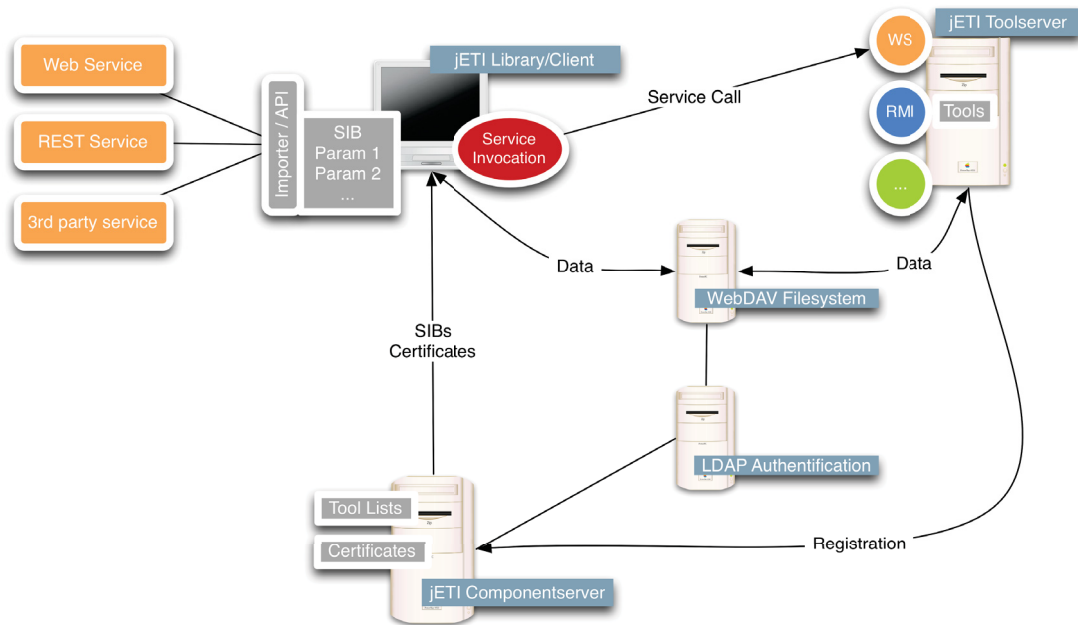 jETI Toolserver
WS
Web Service
jETI Library/Client
Service Call
RMI
Tools
REST Service
Importer / API
SIB
Param 1
Param 2
...
Service
Invocation
...
3rd party service
Data
Data
WebDAV Filesystem
SIBs
Certificates
LDAP Authentification
Tool Lists
Certificates
Registration
jETI Componentserver